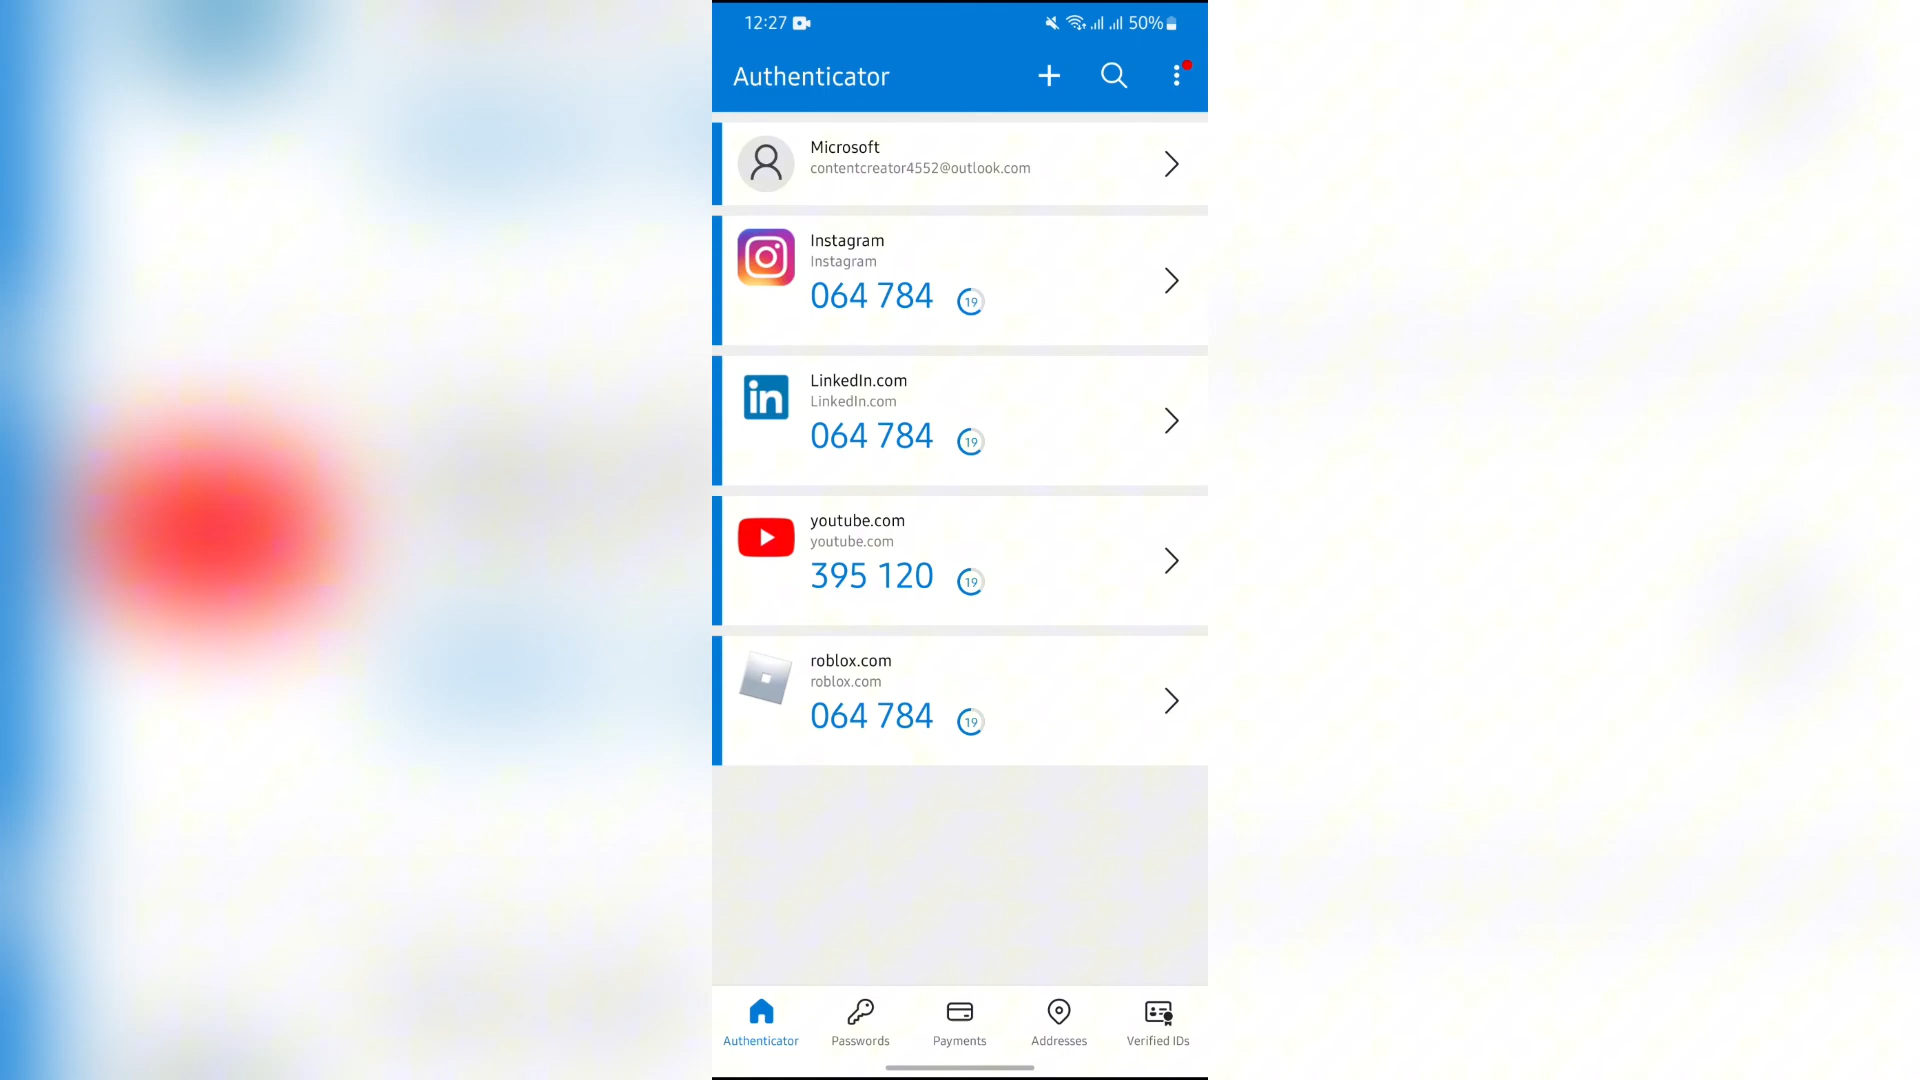 12:27
50%
Authenticator
Microsoft
contentcreator4552@outlook.com
Instagram
Instagram
064 784
19
LinkedIn.com
LinkedIn.com
in
064 784
19
youtube.com
youtube.com
395 120
19
roblox.com
roblox.com
064 784
19
Authenticator
Passwords
Payments
Addresses
Verified IDs